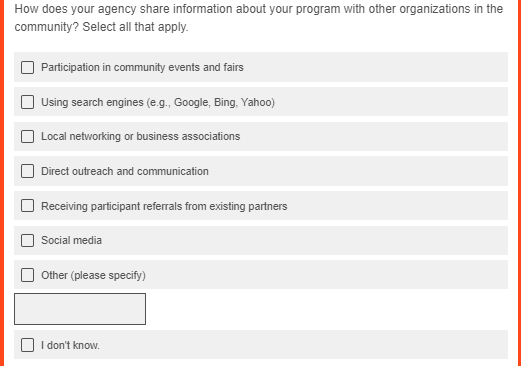 How does your agency share information about your program with other organizations in the
community? Select all that apply.
Participation in community events and fairs
Using search engines (e.g., Google, Bing, Yahoo)
Local networking or business associations
Direct outreach and communication
Receiving participant referrals from existing partners
Social media
Other (please specify)
I don't know.